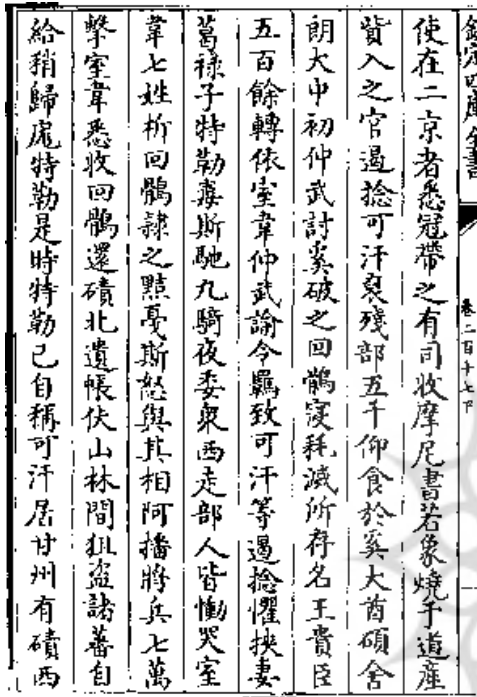 欽定四庫全書
卷二百十七下
使在二京者悉冠帶之有司收摩尼書若象燒于道產
貲入之官遏捻可汗裒殘部五千仰食於奚大酋碩舍
朗大中初仲武討奚破之回鶻寖耗滅所存名王貴臣
五百餘轉依室韋仲武諭令羈致可汗等遏捻懼挾妻
葛祿子特勒毒斯馳九騎夜委衆西走部人皆慟哭室
韋七姓析回鶻隷之黠戛斯怒與其相阿播將兵七萬
擊室韋悉收回鶻還磧北遺帳伏山林間狙盜諸蕃自
給稍歸厖特勒是時特勒已自稱可汗居甘州有磧西